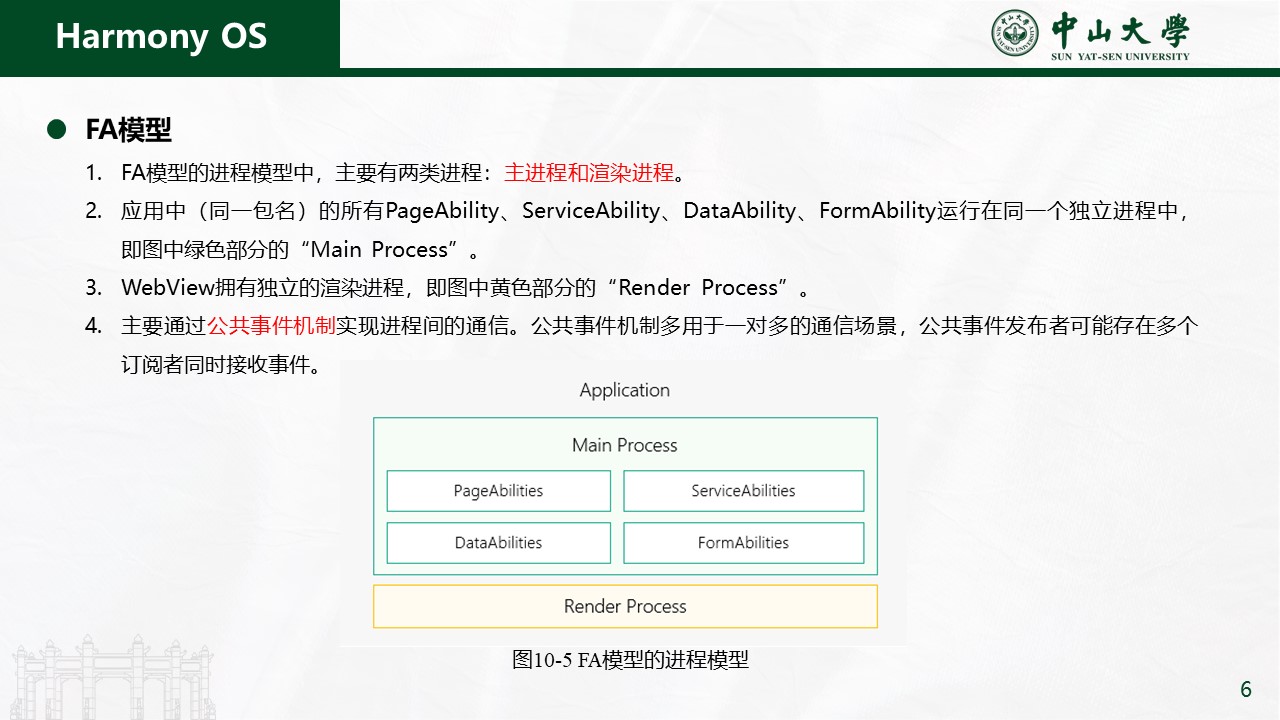 Harmony OS
中山大學
SUN YAT-SEN UNIVERSITY
FA模型
1. FA模型的进程模型中，主要有两类进程：主进程和渲染进程。
2. 应用中（同一包名）的所有PageAbility、ServiceAbility、DataAbility、FormAbility运行在同一个独立进程中，
即图中绿色部分的“Main Process”。
3. WebView拥有独立的渲染进程，即图中黄色部分的“Render Process”。
4. 主要通过公共事件机制实现进程间的通信。公共事件机制多用于一对多的通信场景，公共事件发布者可能存在多个
订阅者同时接收事件。
Application
Main Process
PageAbilities
ServiceAbilities
DataAbilities
FormAbilities
Render Process
图10-5 FA模型的进程模型
6